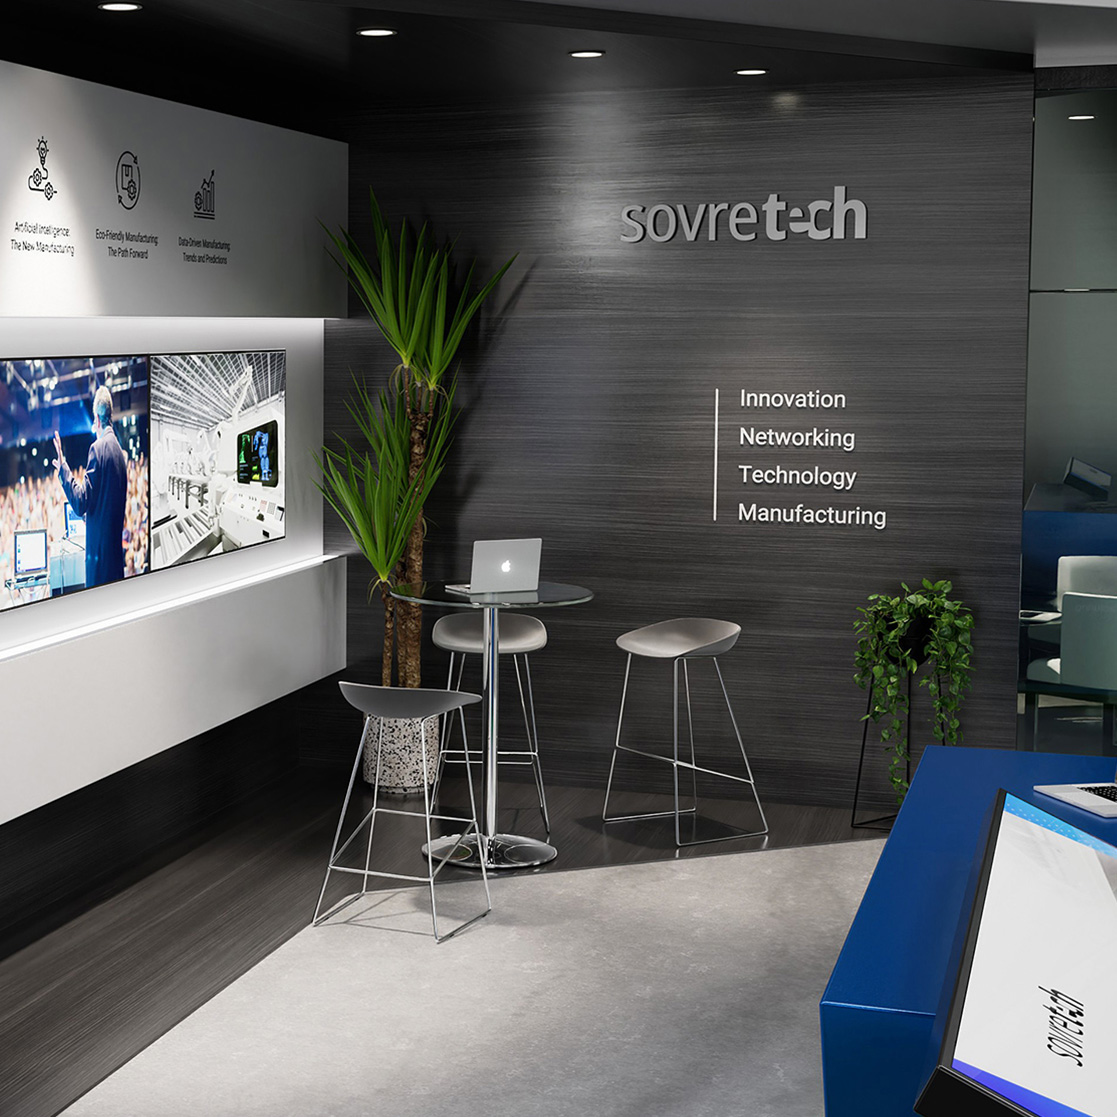 Artificial Intelligence:
The New Manufacturing
Eco-Friendly Manufacturing:
The Path Forward
Data-Driven Manufacturing:
Trends and Predictions
sovretech
Innovation
Networking
Technology
Manufacturing
sovretech